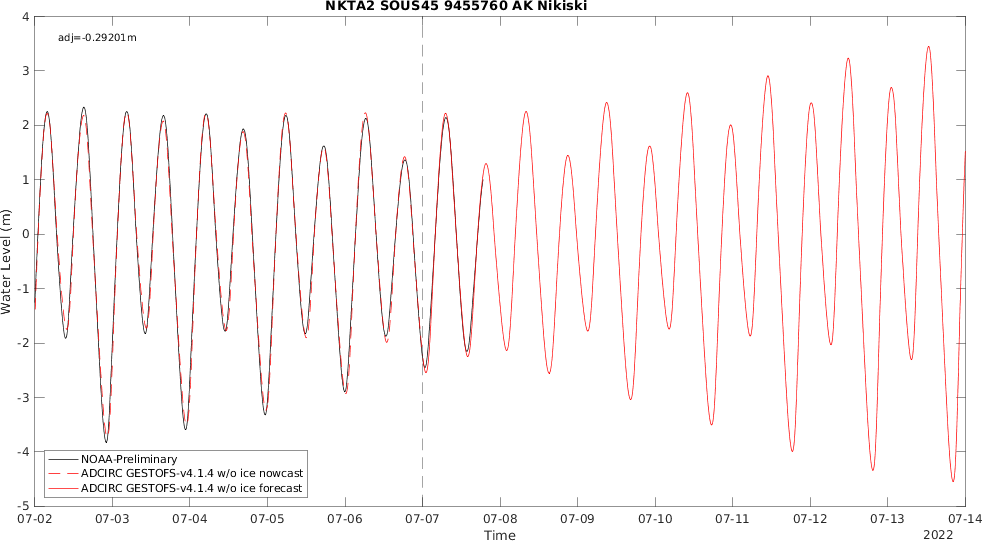 NKTA2 SOUS45 9455760 AK Nikiski
adj=-0.29201m
4
3
2
1
0
-1
-2
-3
-4
-5
Water Level (m)
NOAA-Preliminary
ADCIRC GESTOFS-v4.1.4 w/o ice nowcast
ADCIRC GESTOFS-v4.1.4 w/o ice forecast
07-02 07-03 07-04 07-05 07-06 07-07 07-08 07-09 07-10 07-11 07-12 07-13 07-14
Time
2022